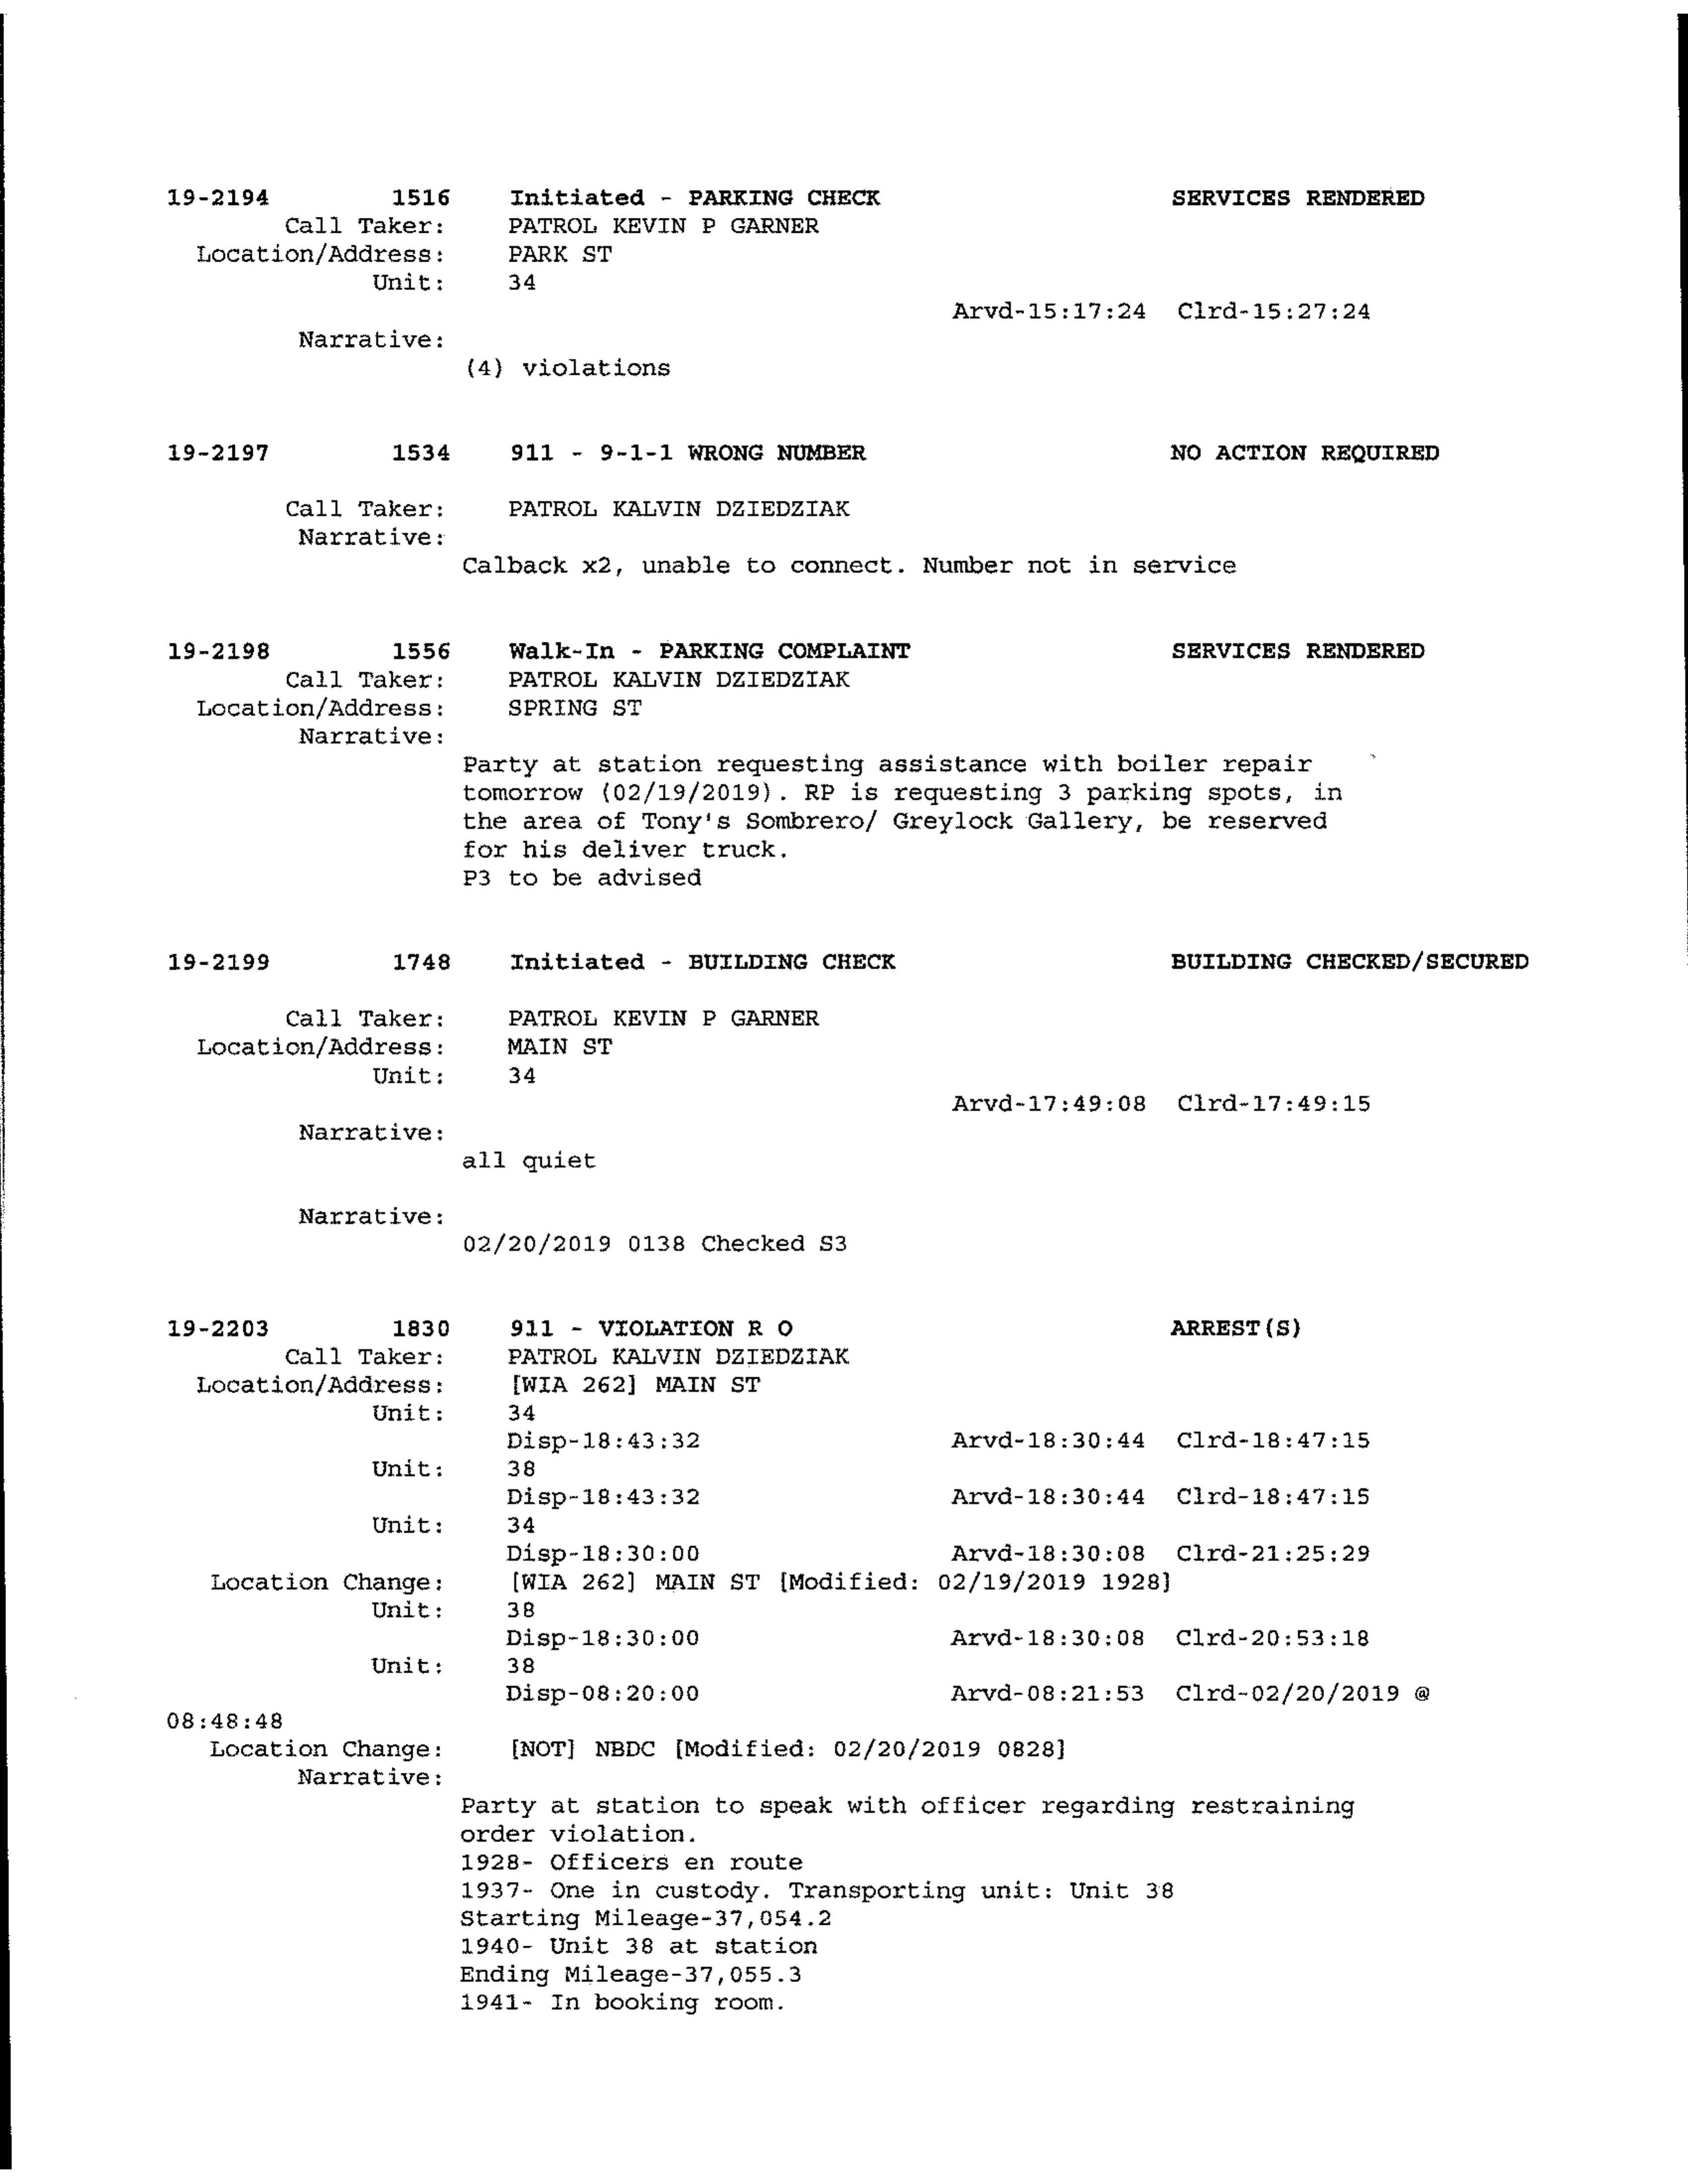 19-2194 1516 Initiated - PARKING CHECK SERVICES RENDERED
Call Taker: PATROL KEVIN P GARNER
Location/Address: PARK ST
Unit: 34
Arvd-15:17:24 Clrd-15:27:24
Narrative:
(4) violations
19-2197 1534 911 - 9-1-1 WRONG NUMBER NO ACTION REQUIRED
Call Taker: PATROL KALVIN DZIEDZIAK
Narrative:
Calback x2, unable to connect. Number not in service
19-2198 1556 Walk-In - PARKING COMPLAINT SERVICES RENDERED
Call Taker: PATROL KALVIN DZIEDZIAK
Location/Address: SPRING ST
Narrative:
Party at station requesting assistance with boiler repair
tomorrow (02/19/2019). RP is requesting 3 parking spots, in
the area of Tony's Sombrero/ Greylock Gallery, be reserved
for his deliver truck.
P3 to be advised
19-2199 1748 Initiated - BUILDING CHECK BUILDING CHECKED/SECURED
Call Taker: PATROL KEVIN P GARNER
Location/Address: MAIN ST
Unit: 34
Arvd-17:49:08 Clrd-17:49:15
Narrative:
all quiet
Narrative:
02/20/2019 0138 Checked S3
19-2203 1830 911 - VIOLATION R O ARREST(S)
Call Taker: PATROL KALVIN DZIEDZIAK
Location/Address: [WIA 262] MAIN ST
Unit: 34
Disp-18:43:32 Arvd-18:30:44 Clrd-18:47:15
Unit: 38
Disp-18:43:32 Arvd-18:30:44 Clrd-18:47:15
Unit: 34
Disp-18:30:00 Arvd-18:30:08 Clrd-21:25:29
Location Change: [WIA 262] MAIN ST [Modified: 02/19/2019 1928]
Unit: 38
Disp-18:30:00 Arvd-18:30:08 Clrd-20:53:18
Unit: 38
Disp-08:20:00 Arvd-08:21:53 Clrd-02/20/2019 @
08:48:48
Location Change: [NOT] NBDC [Modified: 02/20/2019 0828]
Narrative:
Party at station to speak with officer regarding restraining
order violation.
1928- Officers en route
1937- One in custody. Transporting unit: Unit 38
Starting Mileage-37,054.2
1940- Unit 38 at station
Ending Mileage-37,055.3
1941- In booking room.